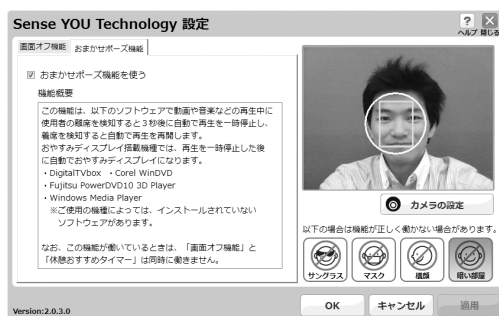 Sense YOU Technology 設定
ヘルプ 閉じる
画面オフ機能 おまかせポーズ機能
おまかせポーズ機能を使う
機能概要
この機能は、以下のソフトウェアで動画や音楽などの再生中に
使用者の離席を検知すると３秒後に自動で再生を一時停止し、
着席を検知すると自動で再生を再開します。
おやすみディスプレイ搭載機種では、再生を一時停止した後
に自動でおやすみディスプレイになります。
・DigitalTVbox ・Corel WinDVD
・Fujitsu PowerDVD10 3D Player
・Windows Media Player
※ご使用の機種によっては、インストールされていない
ソフトウェアがあります。
なお、この機能が働いているときは、「画面オフ機能」と
「休憩おすすめタイマー」は同時に働きません。
カメラの設定
以下の場合は機能が正しく働かない場合があります。
サングラス マスク 横顔 暗い部屋
Version:2.0.3.0
OK キャンセル 適用